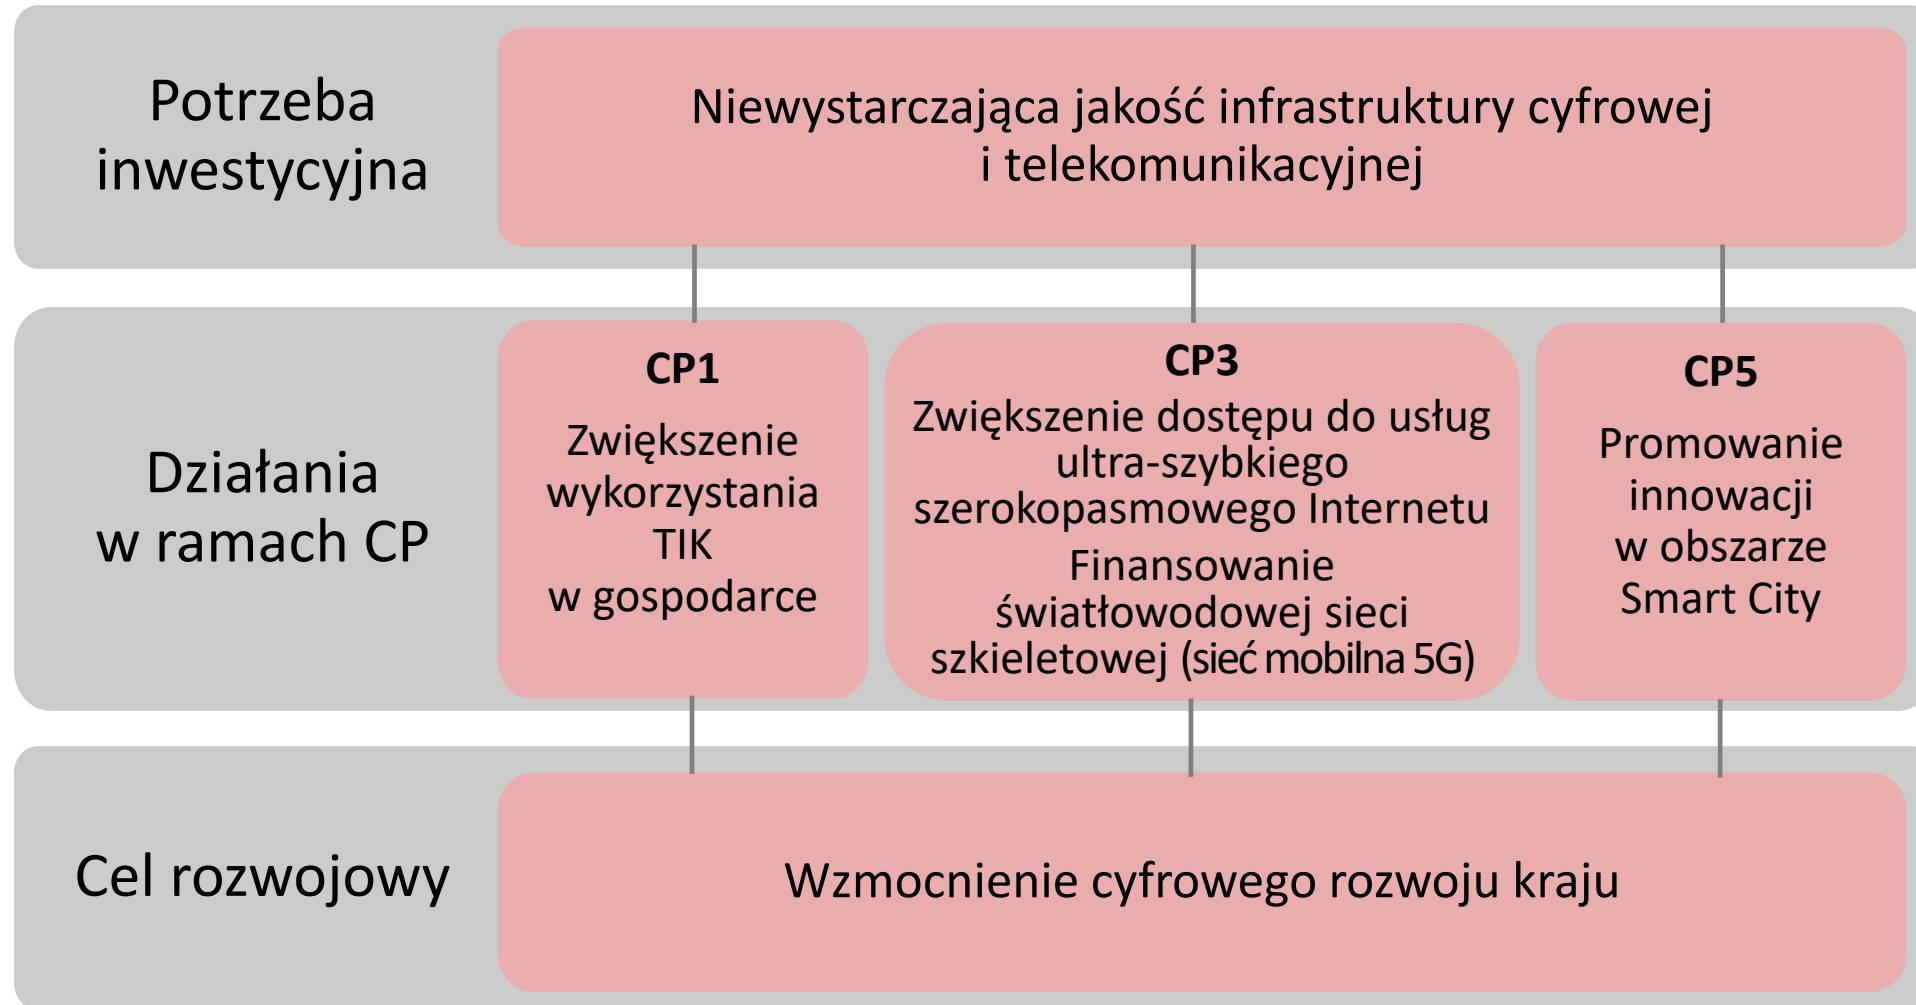 Potrzeba
inwestycyjna
Niewystarczająca jakość infrastruktury cyfrowej
i telekomunikacyjnej
Działania
w ramach CP
CP1
Zwiększenie
wykorzystania
TIK
w gospodarce
CP3
Zwiększenie dostępu do usług
ultra-szybkiego
szerokopasmowego Internetu
Finansowanie
światłowodowej sieci
szkieletowej (sieć mobilna 5G)
CP5
Promowanie
innowacji
w obszarze
Smart City
Cel rozwojowy
Wzmocnienie cyfrowego rozwoju kraju